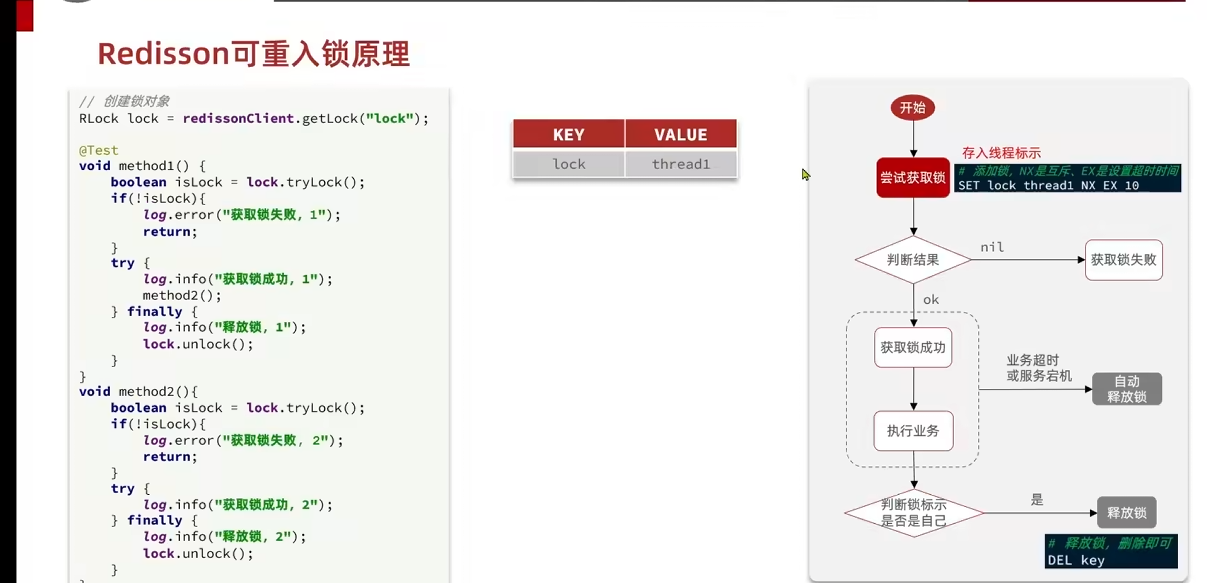 Redisson可重入锁原理
// 创建锁对象
RLock lock = redissonClient.getLock("lock");
@Test
void method1() {
boolean isLock = lock.tryLock();
if(!isLock){
log.error("获取锁失败，1");
return;
}
try {
log.info("获取锁成功，1");
method2();
} finally {
log.info("释放锁，1");
lock.unlock();
}
}
void method2(){
boolean isLock = lock.tryLock();
if(!isLock){
log.error("获取锁失败, 2");
return;
}
try {
log.info("获取锁成功，2");
} finally {
log.info("释放锁，2");
lock.unlock();
}
KEY VALUE
lock thread1
开始
存入线程标示
尝试获取锁
# 添加锁，NX是互斥、EX是设置超时时间
SET lock thread1 NX EX 10
判断结果
nil
获取锁失败
ok
获取锁成功
业务超时
或服务宕机
自动
释放锁
执行业务
判断锁标示
是否是自己
是
释放锁
# 释放锁，删除即可
DEL key